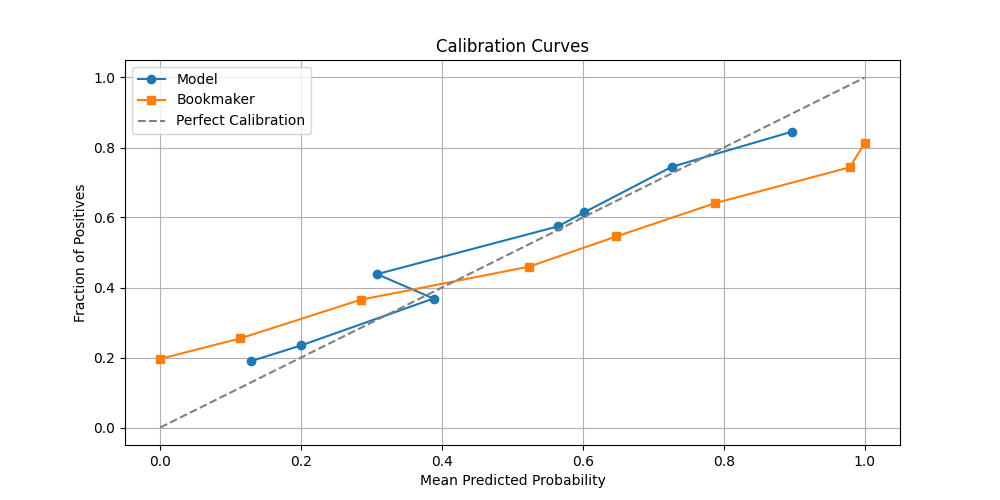 Calibration Curves
Model
Bookmaker
Perfect Calibration
1.0
0.8
0.6
0.4
0.2
0.0
Fraction of Positives
0.0 0.2 0.4 0.6 0.8 1.0
Mean Predicted Probability